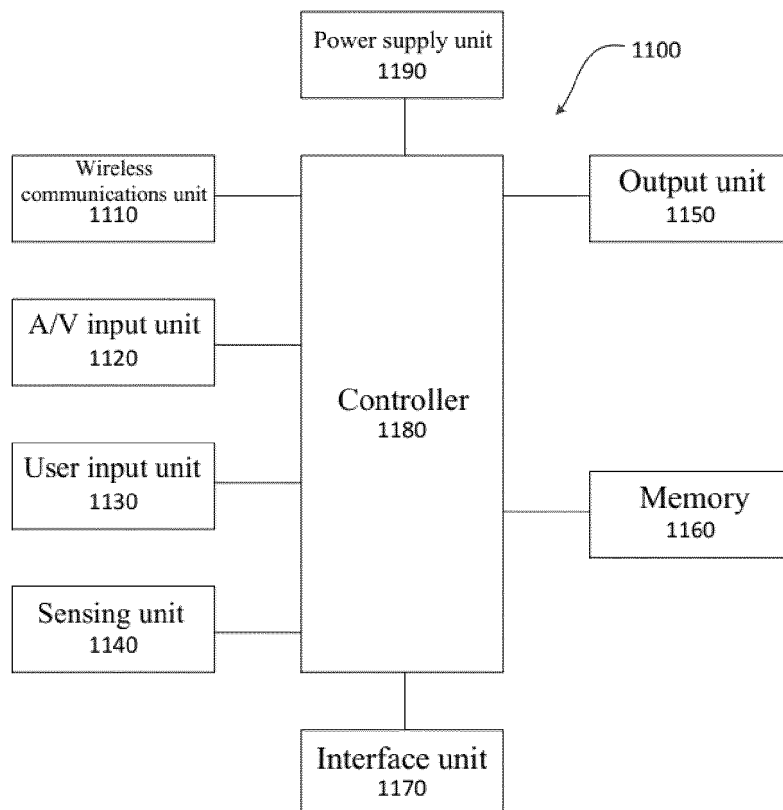 Power supply unit
1190
1100
Wireless
communications unit
1110
Output unit
1150
A/V input unit
1120
Controller
1180
User input unit
1130
Memory
1160
Sensing unit
1140
Interface unit
1170